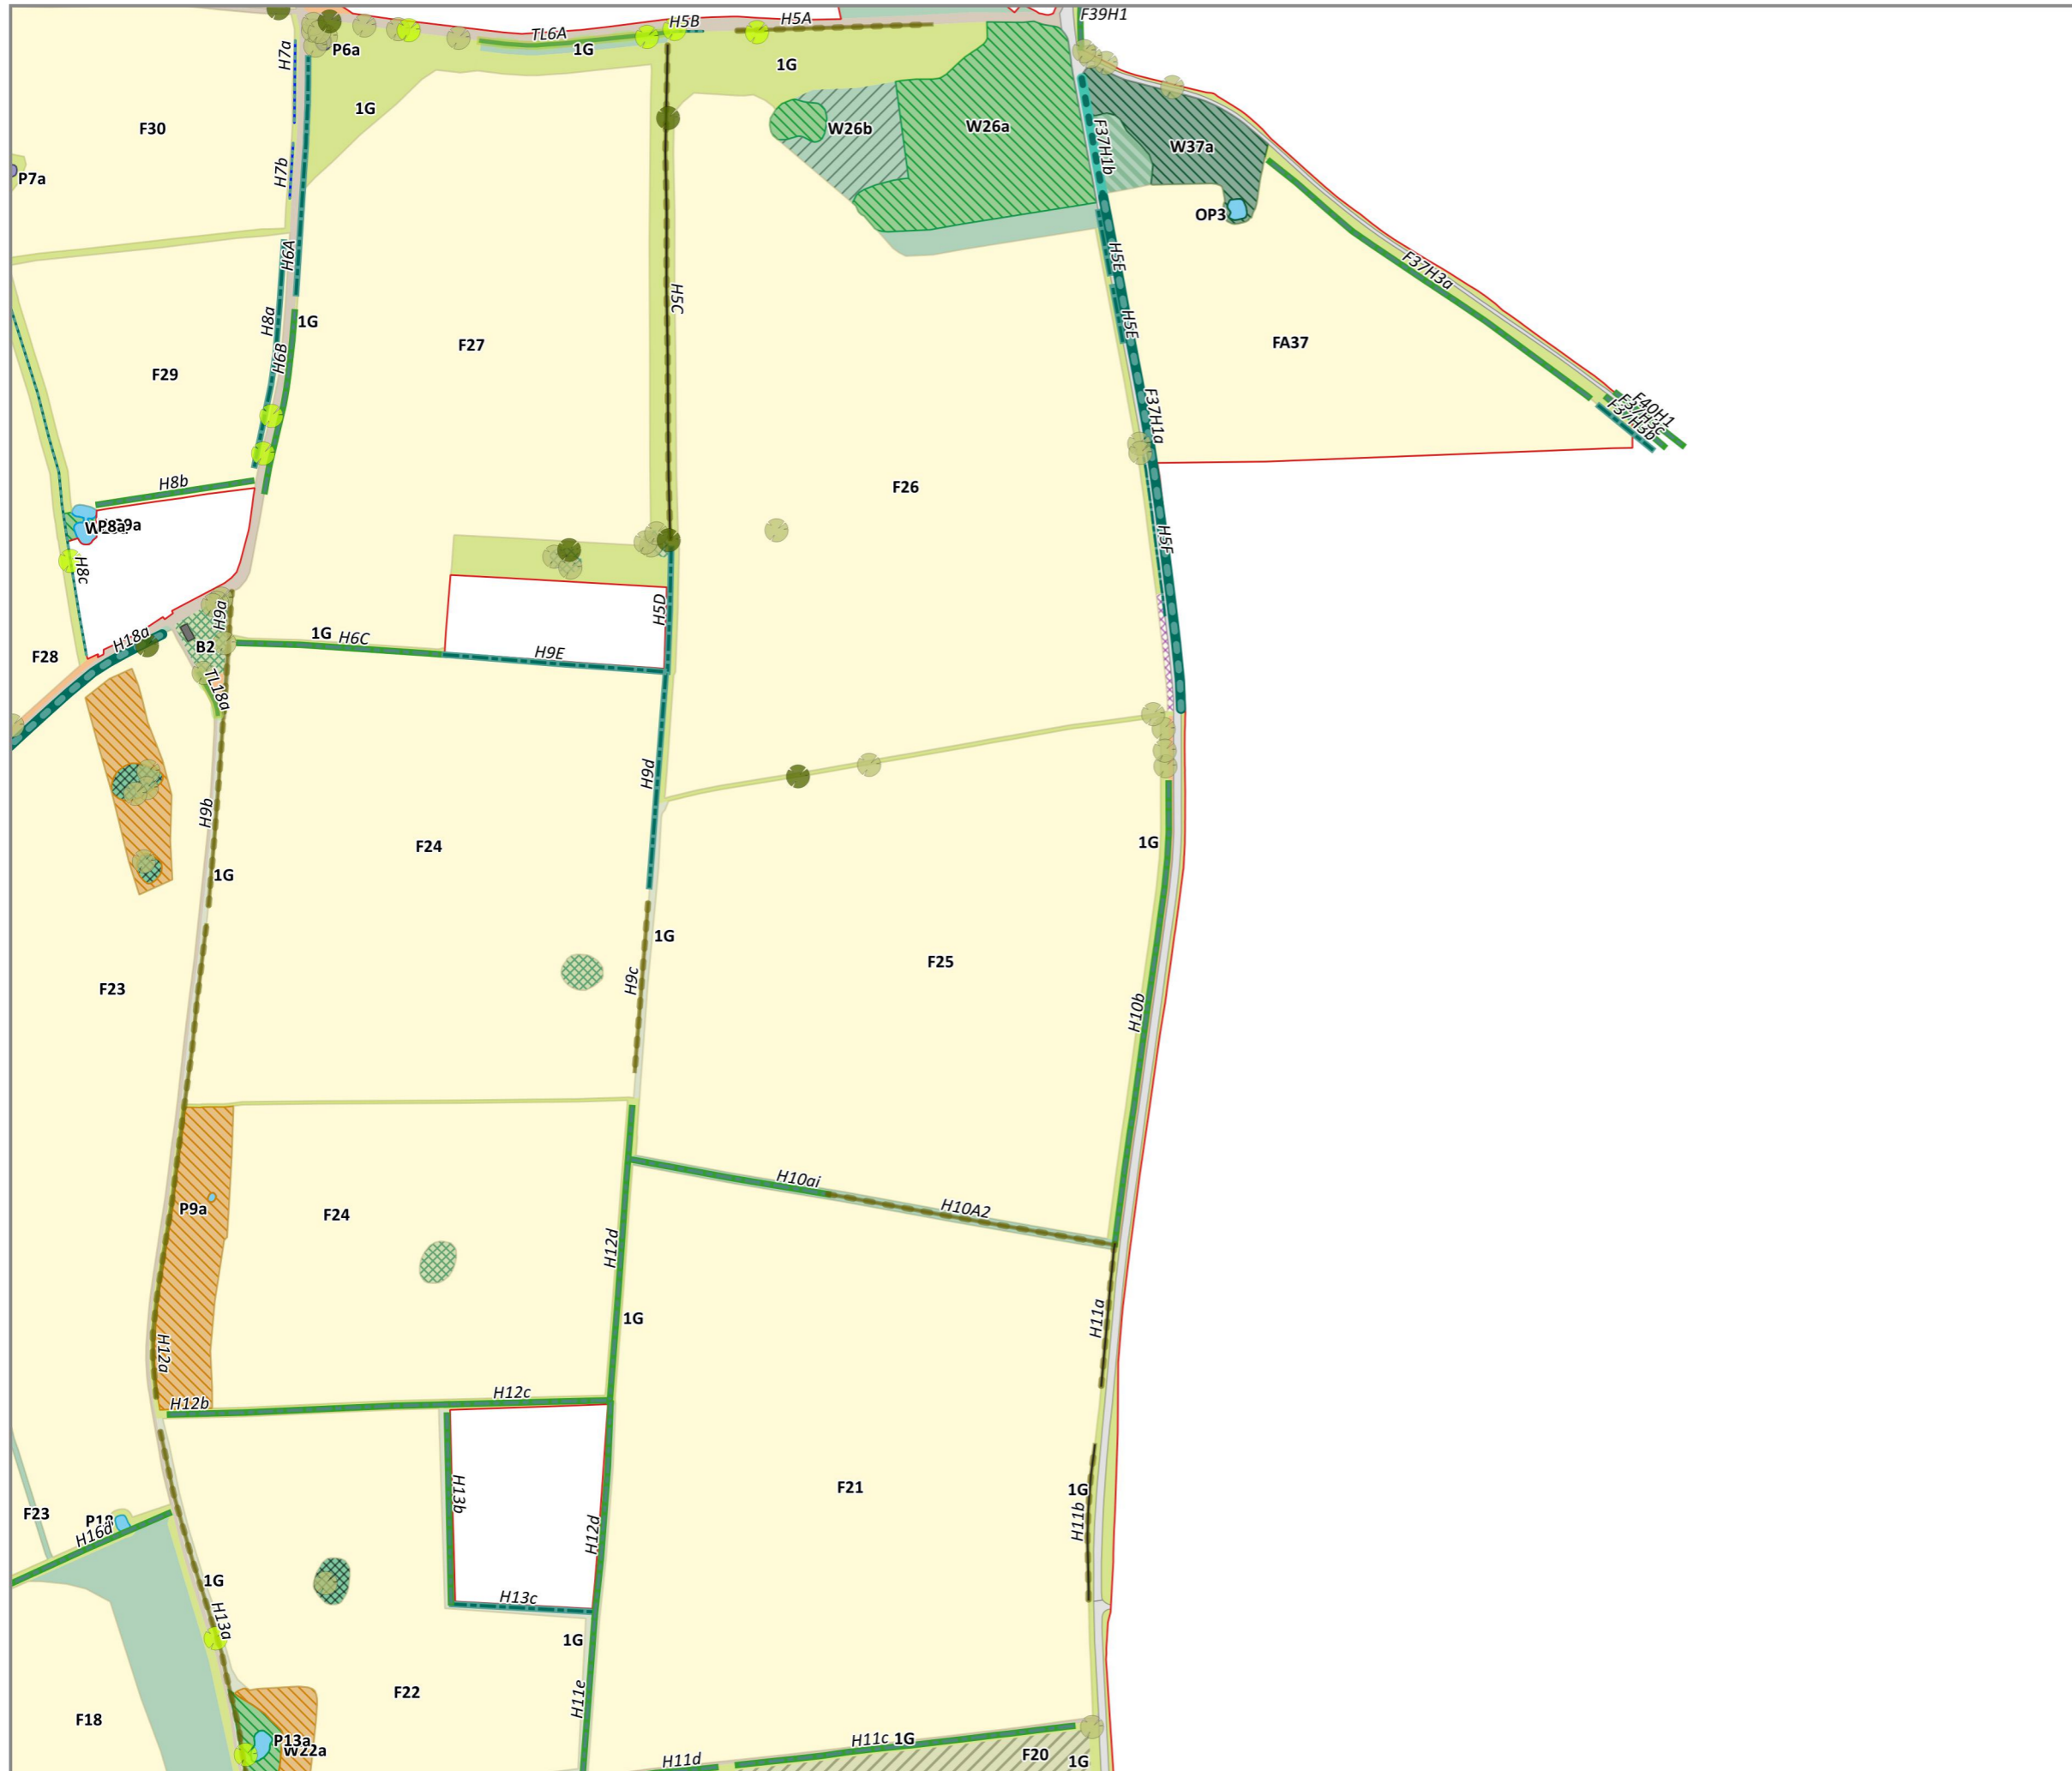 F39H1
H5A
H5B
TL6A
1G
P6a
H7a
1G
1G
F30
W26b
W26a
F37H1b
W37a
H7b
P7a
OP3
H6A
H5E
F37H3a
H5C
H8a
1G
H5E
F27
FA37
H6B
F29
F37H1a
F40H1
F37H3c
F37H3b
H8b
F26
H5F
H8c
H9a
H5D
1G
H6C
H18a
B2
H9E
F28
TL18a
H9d
H9b
F24
1G
1G
1G
F25
H9c
F23
H10b
H10ai
P9a
H10A2
F24
H12d
1G
H11a
H12a
H12c
H12b
H13b
F21
1G
F23
H16d
H12d
H11b
1G
H13c
H13a
1G
F22
H11e
F18
P13a
W22a
H11c
1G
F20
H11d
1G